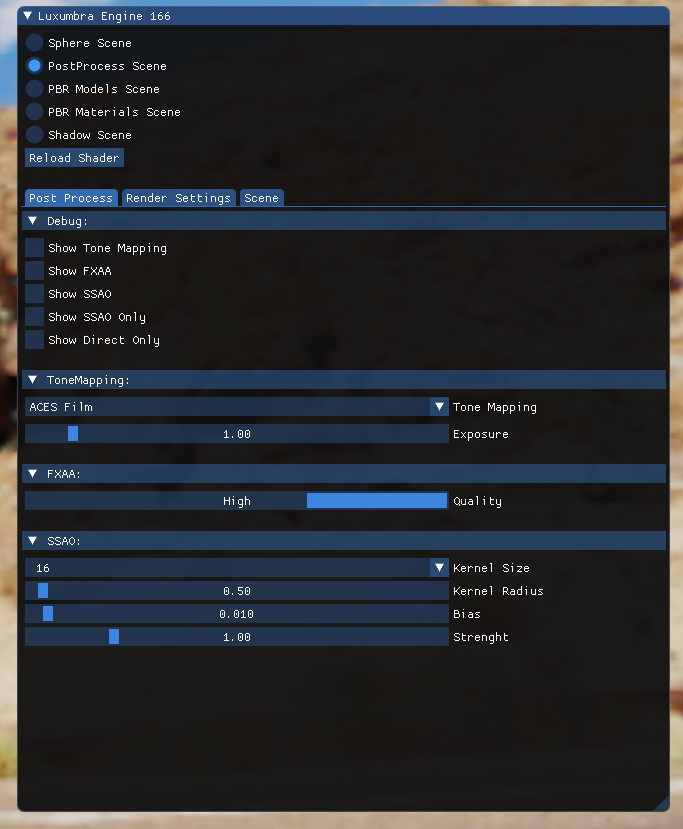 Luxumbra Engine 166
Sphere Scene
PostProcess Scene
PBR Models Scene
PBR Materials Scene
Shadow Scene
Reload Shader
Post Process Render Settings Scene
Debug:
Show Tone Mapping
Show FXAA
Show SSAO
Show SSAO Only
Show Direct Only
ToneMapping:
ACES Film Tone Mapping
1.00 Exposure
FXAA:
High Quality
SSAO:
16 Kernel Size
0.50 Kernel Radius
0.010 Bias
1.00 Strenght